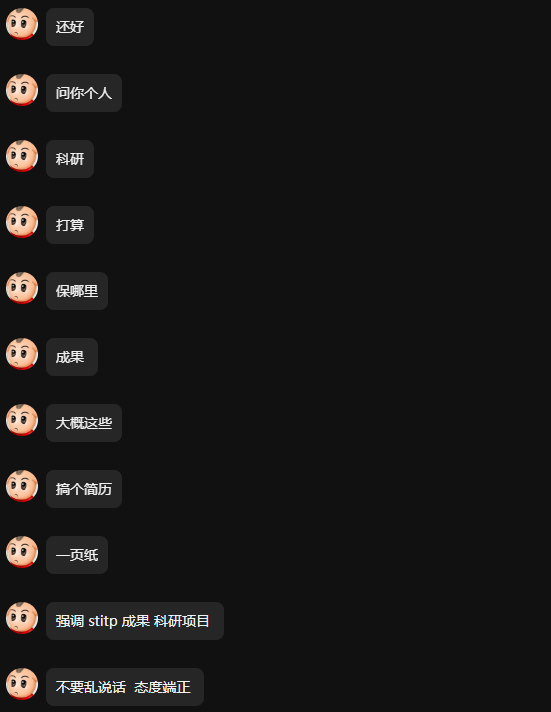 还好
问你个人
科研
打算
保哪里
成果
大概这些
搞个简历
一页纸
强调 stitp 成果 科研项目
不要乱说话 态度端正